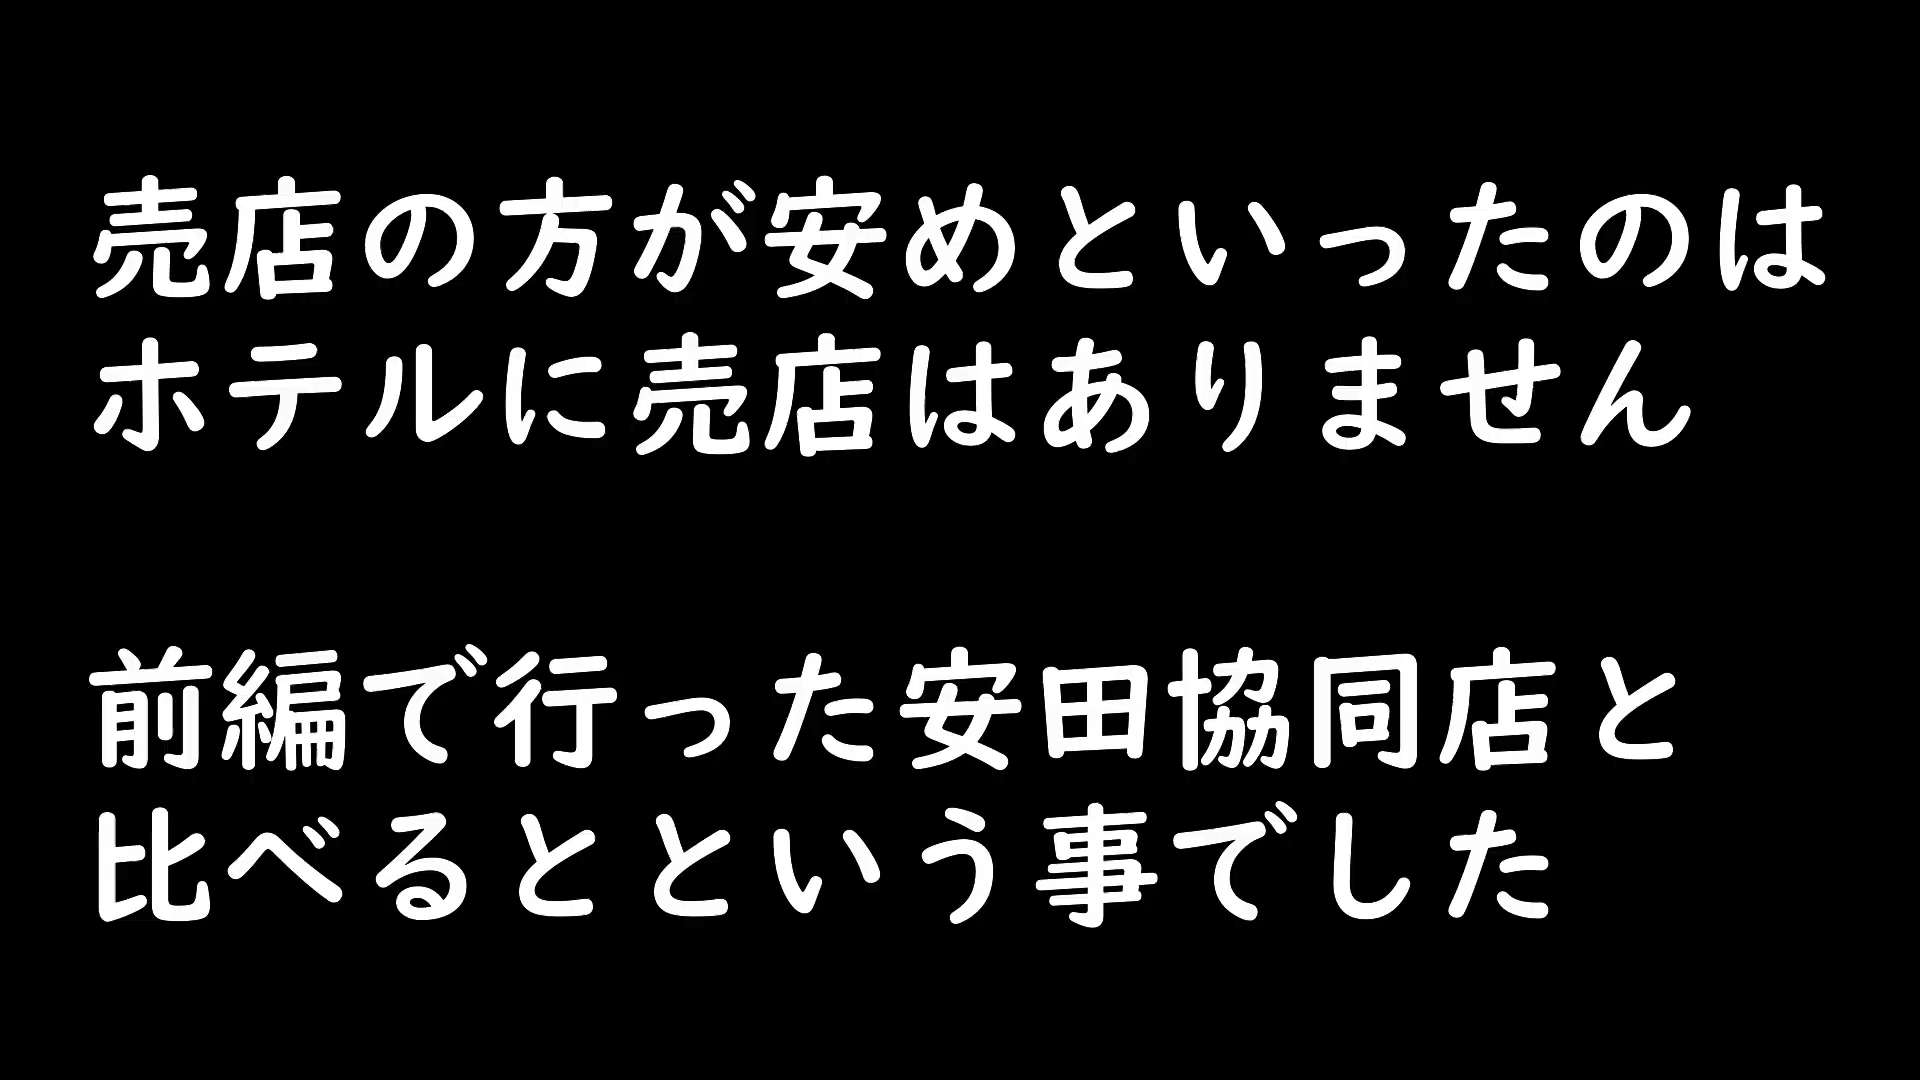 売店の方が安めといったのは
ホテルに売店はありません
前編で行った安田協同店と
比べるとという事でした